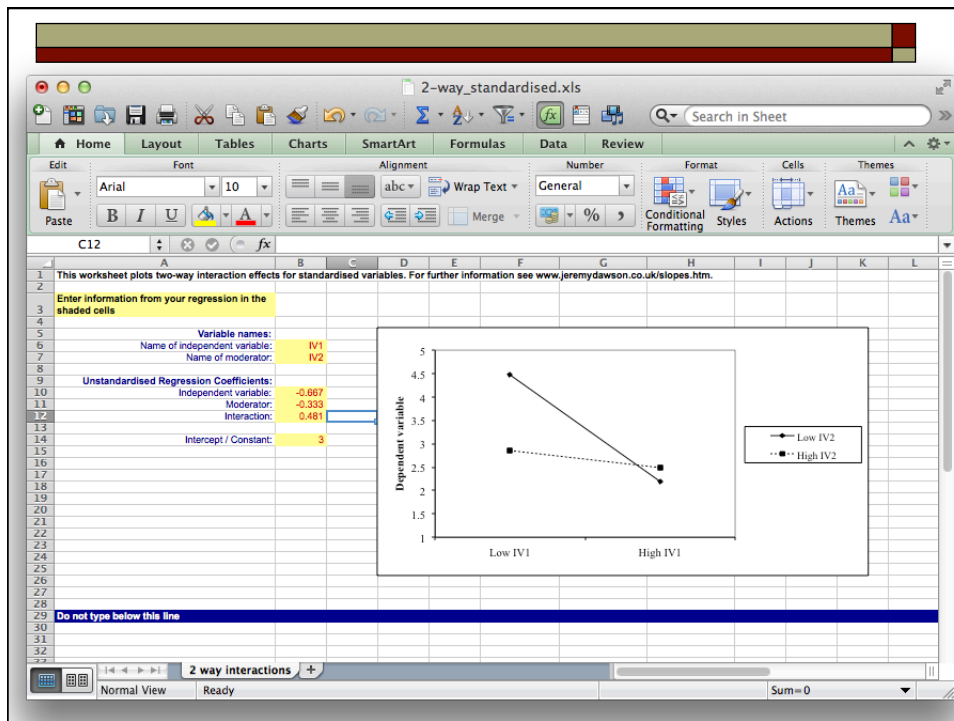 2-way_standardised.xls
Search in Sheet
Home Layout Tables Charts SmartArt Formulas Data Review
Edit Font Alignment Number Format Cells Themes
Arial 10 abc Wrap Text General
Paste B I U A Merge % , Conditional Formatting Styles Actions Themes Aa
C12 fx
A B C D E F G H I J K L
1 This worksheet plots two-way interaction effects for standardised variables. For further information see www.jeremydawson.co.uk/slopes.htm.
2
Enter information from your regression in the
3 shaded cells
4
5 Variable names:
6 Name of independent variable: IV1
7 Name of moderator: IV2
8
9 Unstandardised Regression Coefficients:
10 Independent variable: -0.667
11 Moderator: -0.333
12 Interaction: 0.481
13
14 Intercept / Constant: 3
15
16
17
18
19
20
21
22
23
24
25
26
27
28
29 Do not type below this line
30
31
32
Dependent variable
5
4.5
4
3.5
3
2.5
2
1.5
1
Low IV1 High IV1
Low IV2
High IV2
2 way interactions +
Normal View Ready Sum=0